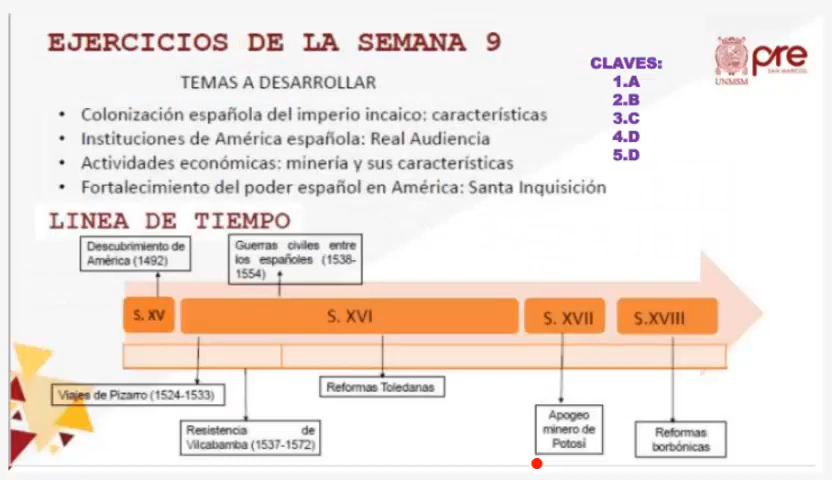 EJERCICIOS DE LA SEMANA 9
CLAVES:
1.A
2.B
3.C
4.D
5.D
UNMSM
pre
SAN MARCOS
TEMAS A DESARROLLAR
• Colonización española del imperio incaico: características
• Instituciones de América española: Real Audiencia
• Actividades económicas: minería y sus características
• Fortalecimiento del poder español en América: Santa Inquisición
LINEA DE TIEMPO
Descubrimiento de
América (1492)
Guerras civiles entre
los españoles (1538-
1554)
S. XV
S. XVI
S. XVII
S.XVIII
Viajes de Pizarro (1524-1533)
Reformas Toledanas
Resistencia de
Vilcabamba (1537-1572)
Apogeo
minero de
Potosí
Reformas
borbónicas